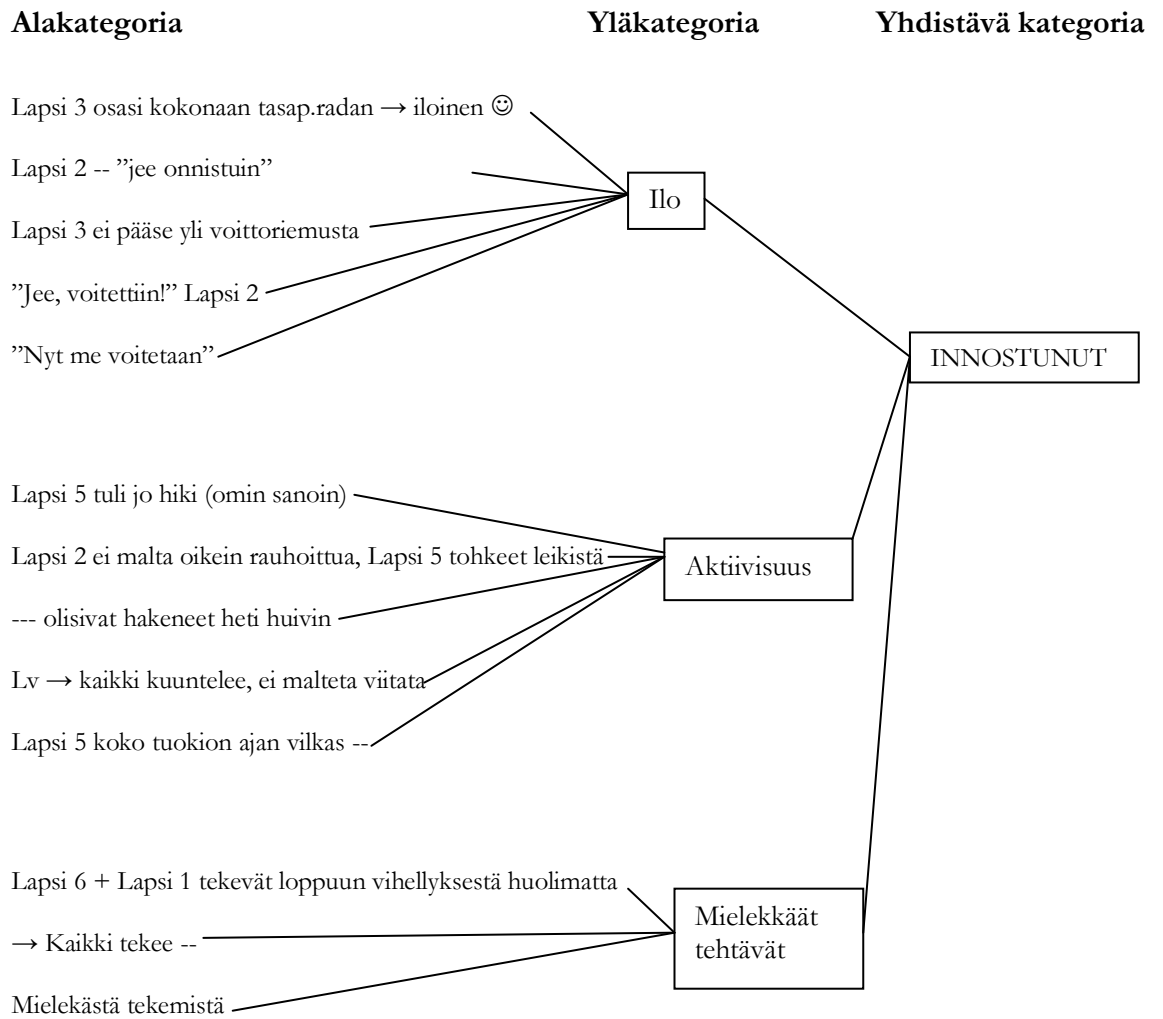 Alakategoria Yläkategoria Yhdistävä kategoria
Lapsi 3 osasi kokonaan tasap.radan → iloinen ☺
Lapsi 2 -- ”jee onnistuin”
Ilo
Lapsi 3 ei pääse yli voittoriemusta
”Jee, voitettiin!” Lapsi 2
”Nyt me voitetaan”
INNOSTUNUT
Lapsi 5 tuli jo hiki (omin sanoin)
Lapsi 2 ei malta oikein rauhoittua, Lapsi 5 tohkeet leikistä
Aktiivisuus
--- olisivat hakeneet heti huivin
Lv → kaikki kuuntelee, ei malteta viitata
Lapsi 5 koko tuokion ajan vilkas --
Lapsi 6 + Lapsi 1 tekevät loppuun vihellyksestä huolimatta
Mielekkäät
tehtävät
→ Kaikki tekee --
Mielekästä tekemistä